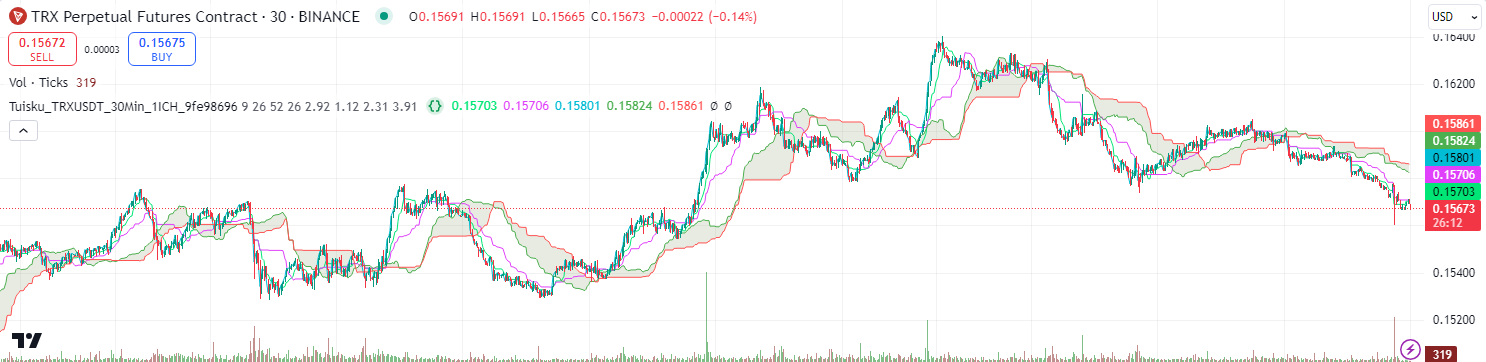 TRX Perpetual Futures Contract · 30 · BINANCE O0.15691 H0.15691 L0.15665 C0.15673 −0.00022 (−0.14%)
USD
0.16400
0.15672 0.00003 0.15675
SELL BUY
Vol · Ticks 319
0.16200
Tuisku_TRXUSDT_30Min_1ICH_9fe98696 9 26 52 26 2.92 1.12 2.31 3.91 0.15703 0.15706 0.15801 0.15824 0.15861 Ø Ø
0.15861
0.15824
0.15801
0.15706
0.15703
0.15673
26:12
0.15400
0.15200
319